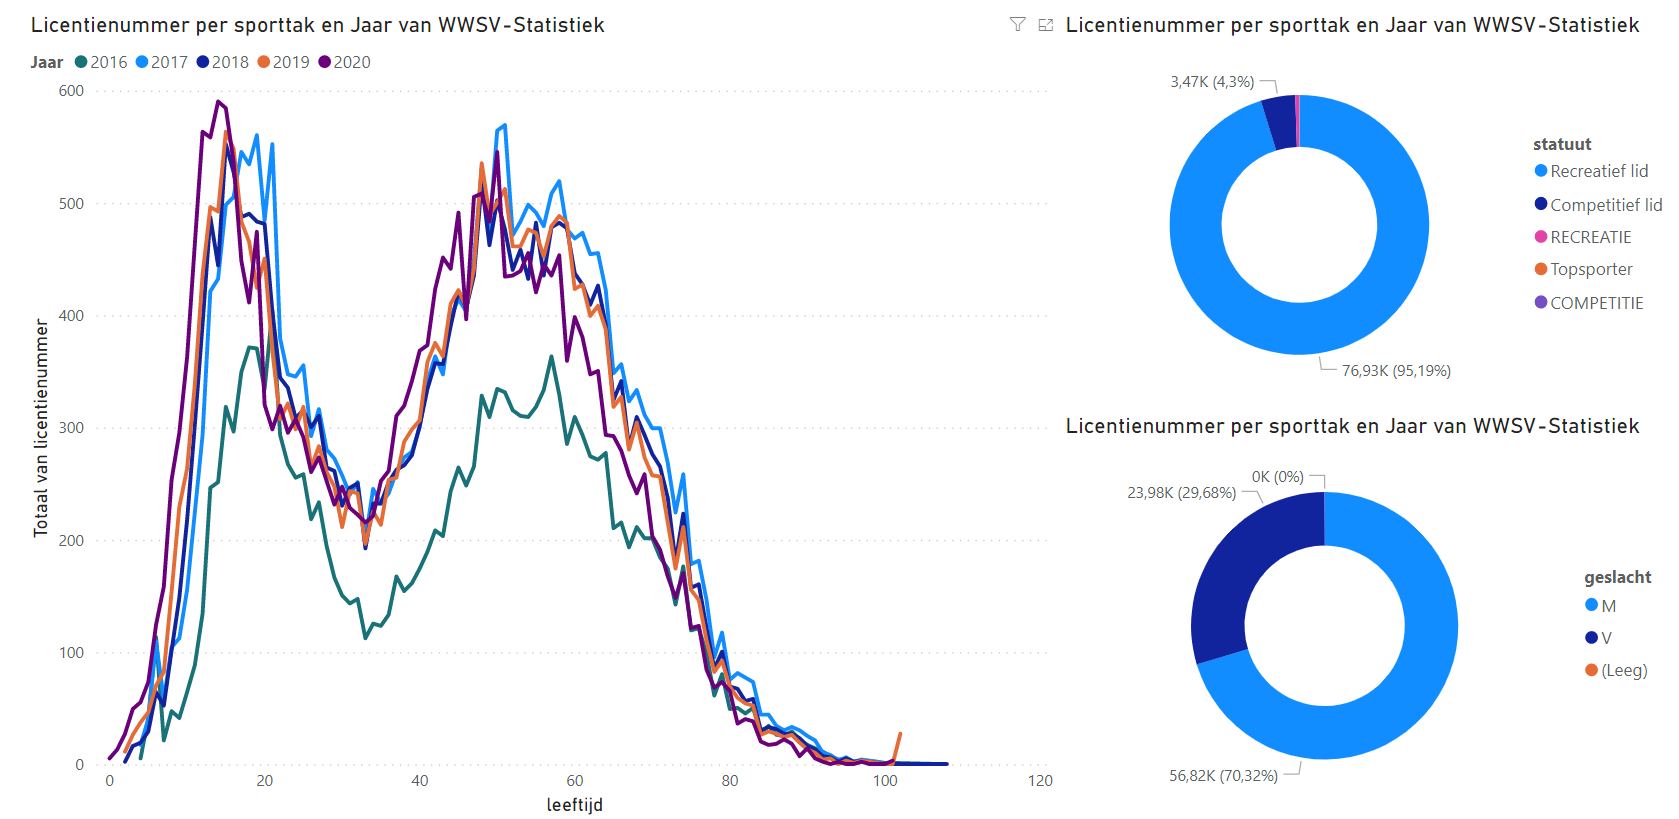 Licentienummer per sporttak en Jaar van WWSV-Statistiek
Jaar 2016 2017 2018 2019 2020
600
500
400
300
200
100
0
Totaal van licentienummer
0 20 40 60 80 100 120
leeftijd
Licentienummer per sporttak en Jaar van WWSV-Statistiek
3,47K (4,3%)
76,93K (95,19%)
statuut
Recreatief lid
Competitief lid
RECREATIE
Topsporter
COMPETITIE
Licentienummer per sporttak en Jaar van WWSV-Statistiek
0K (0%)
23,98K (29,68%)
56,82K (70,32%)
geslacht
M
V
(Leeg)